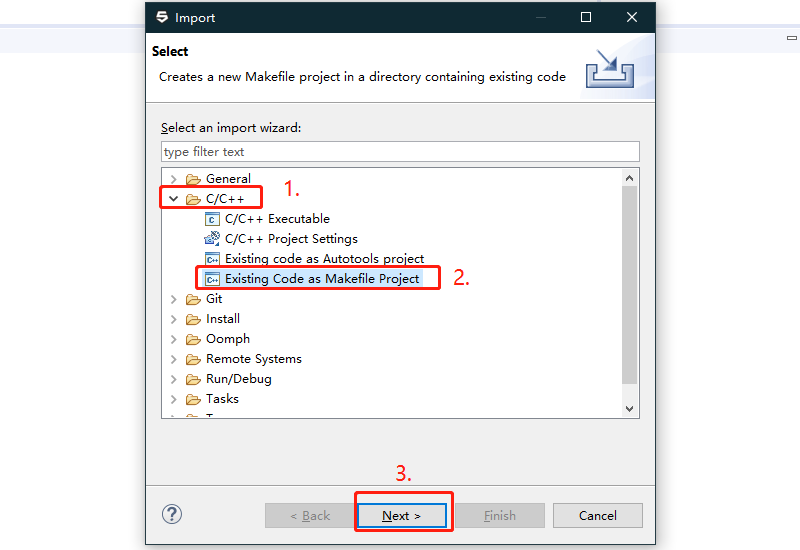 Import
Select
Creates a new Makefile project in a directory containing existing code
Select an import wizard:
type filter text
General
C/C++
1.
C/C++ Executable
C/C++ Project Settings
Existing code as Autotools project
Existing Code as Makefile Project
2.
Git
Install
Oomph
Remote Systems
Run/Debug
Tasks
3.
< Back
Next >
Finish
Cancel